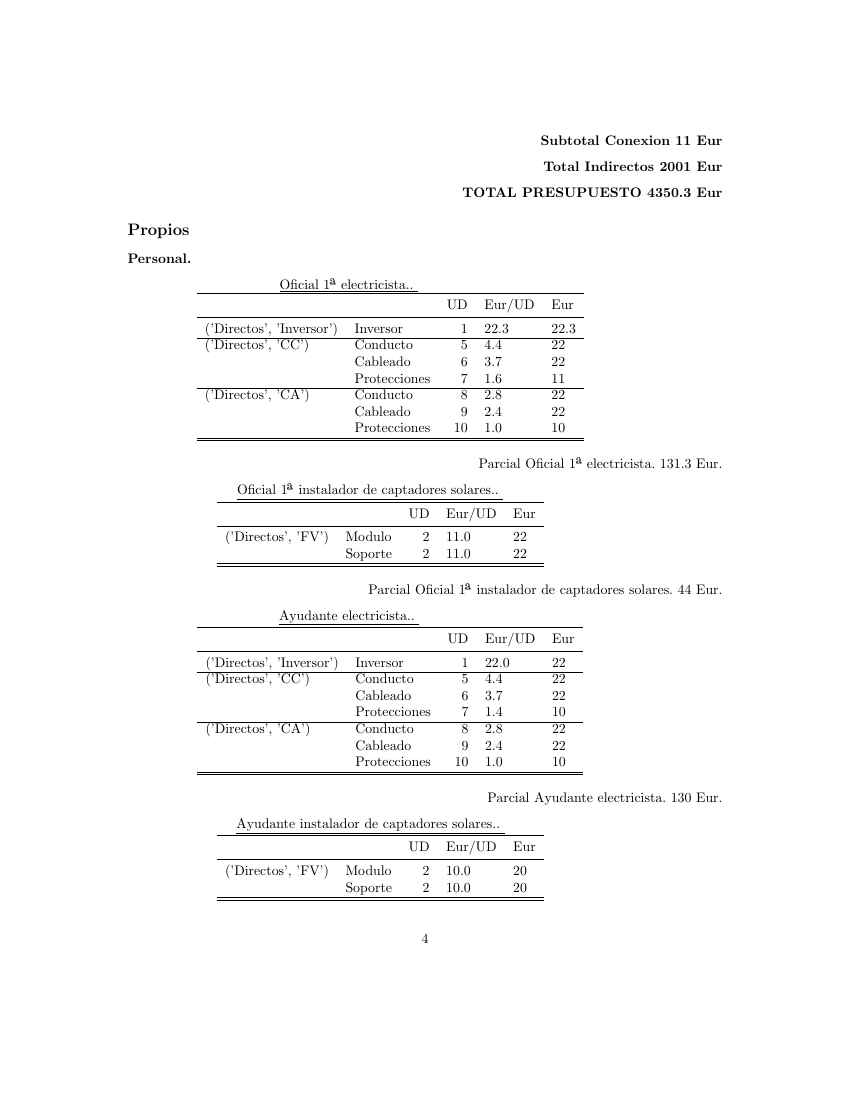 Subtotal Conexion 11 Eur
Total Indirectos 2001 Eur
TOTAL PRESUPUESTO 4350.3 Eur
Propios
Personal.
Oficial 1ª electricista..
UD Eur/UD Eur
('Directos', 'Inversor') Inversor 1 22.3 22.3
('Directos', 'CC') Conducto 5 4.4 22
Cableado 6 3.7 22
Protecciones 7 1.6 11
('Directos', 'CA') Conducto 8 2.8 22
Cableado 9 2.4 22
Protecciones 10 1.0 10
Parcial Oficial 1ª electricista. 131.3 Eur.
Oficial 1ª instalador de captadores solares..
UD Eur/UD Eur
('Directos', 'FV') Modulo 2 11.0 22
Soporte 2 11.0 22
Parcial Oficial 1ª instalador de captadores solares. 44 Eur.
Ayudante electricista..
UD Eur/UD Eur
('Directos', 'Inversor') Inversor 1 22.0 22
('Directos', 'CC') Conducto 5 4.4 22
Cableado 6 3.7 22
Protecciones 7 1.4 10
('Directos', 'CA') Conducto 8 2.8 22
Cableado 9 2.4 22
Protecciones 10 1.0 10
Parcial Ayudante electricista. 130 Eur.
Ayudante instalador de captadores solares..
UD Eur/UD Eur
('Directos', 'FV') Modulo 2 10.0 20
Soporte 2 10.0 20
4